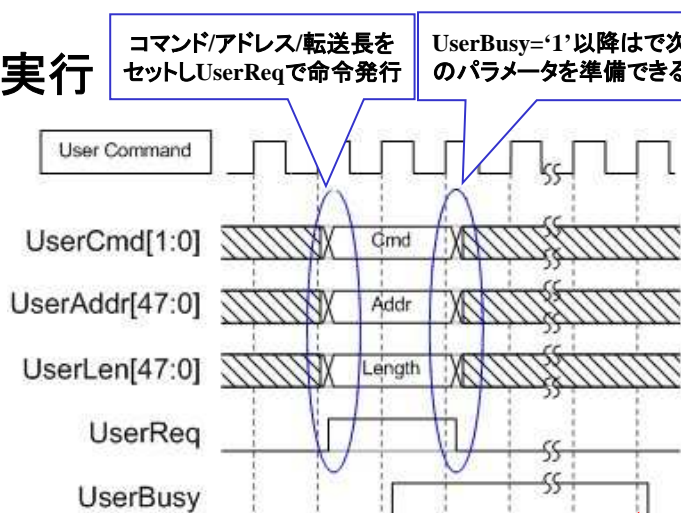 実行
コマンド/アドレス/転送長を
セットしUserReqで命令発行
UserBusy=‘1’以降はで次
のパラメータを準備できる
User Command
UserCmd[1:0]
Cmd
UserAddr[47:0]
Addr
UserLen[47:0]
Length
UserReq
UserBusy